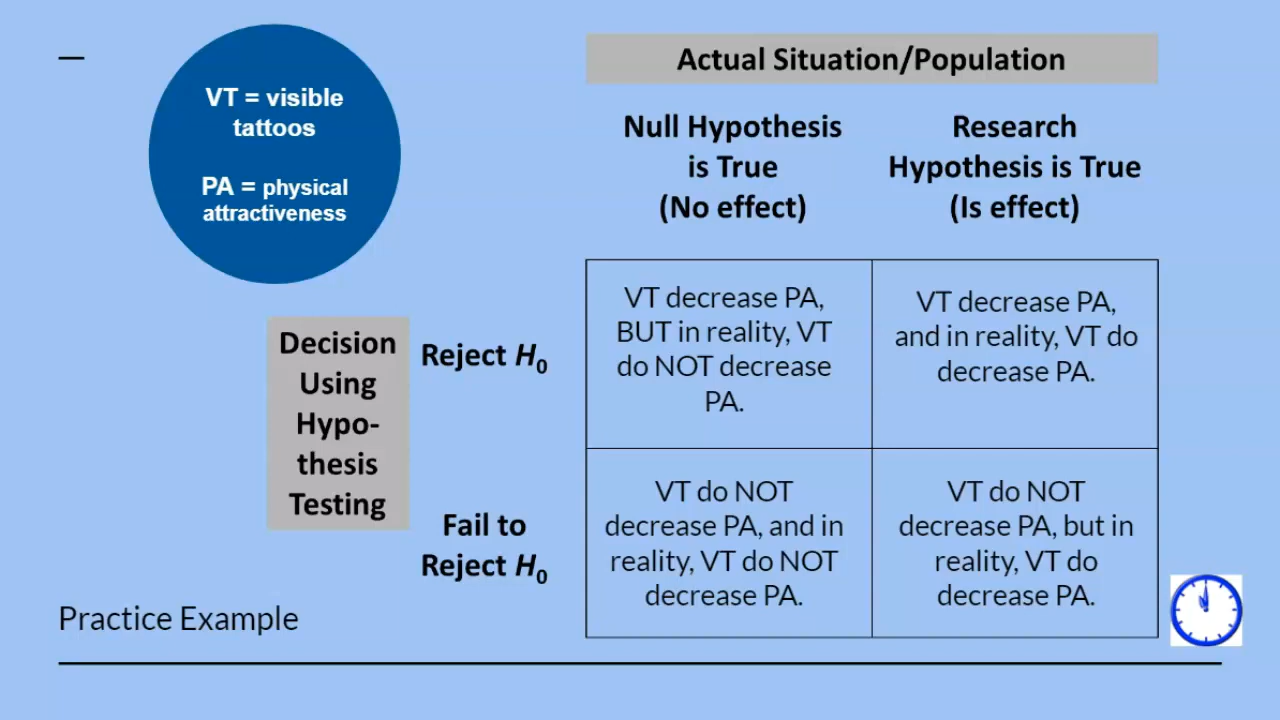 VT = visible
tattoos
PA = physical
attractiveness
Actual Situation/Population
Null Hypothesis
is True
(No effect)
Research
Hypothesis is True
(Is effect)
Decision
Using
Hypo-
thesis
Testing
Reject H0
VT decrease PA,
BUT in reality, VT
do NOT decrease
PA.
VT decrease PA,
and in reality, VT do
decrease PA.
Fail to
Reject H0
VT do NOT
decrease PA, and in
reality, VT do NOT
decrease PA.
VT do NOT
decrease PA, but in
reality, VT do
decrease PA.
Practice Example